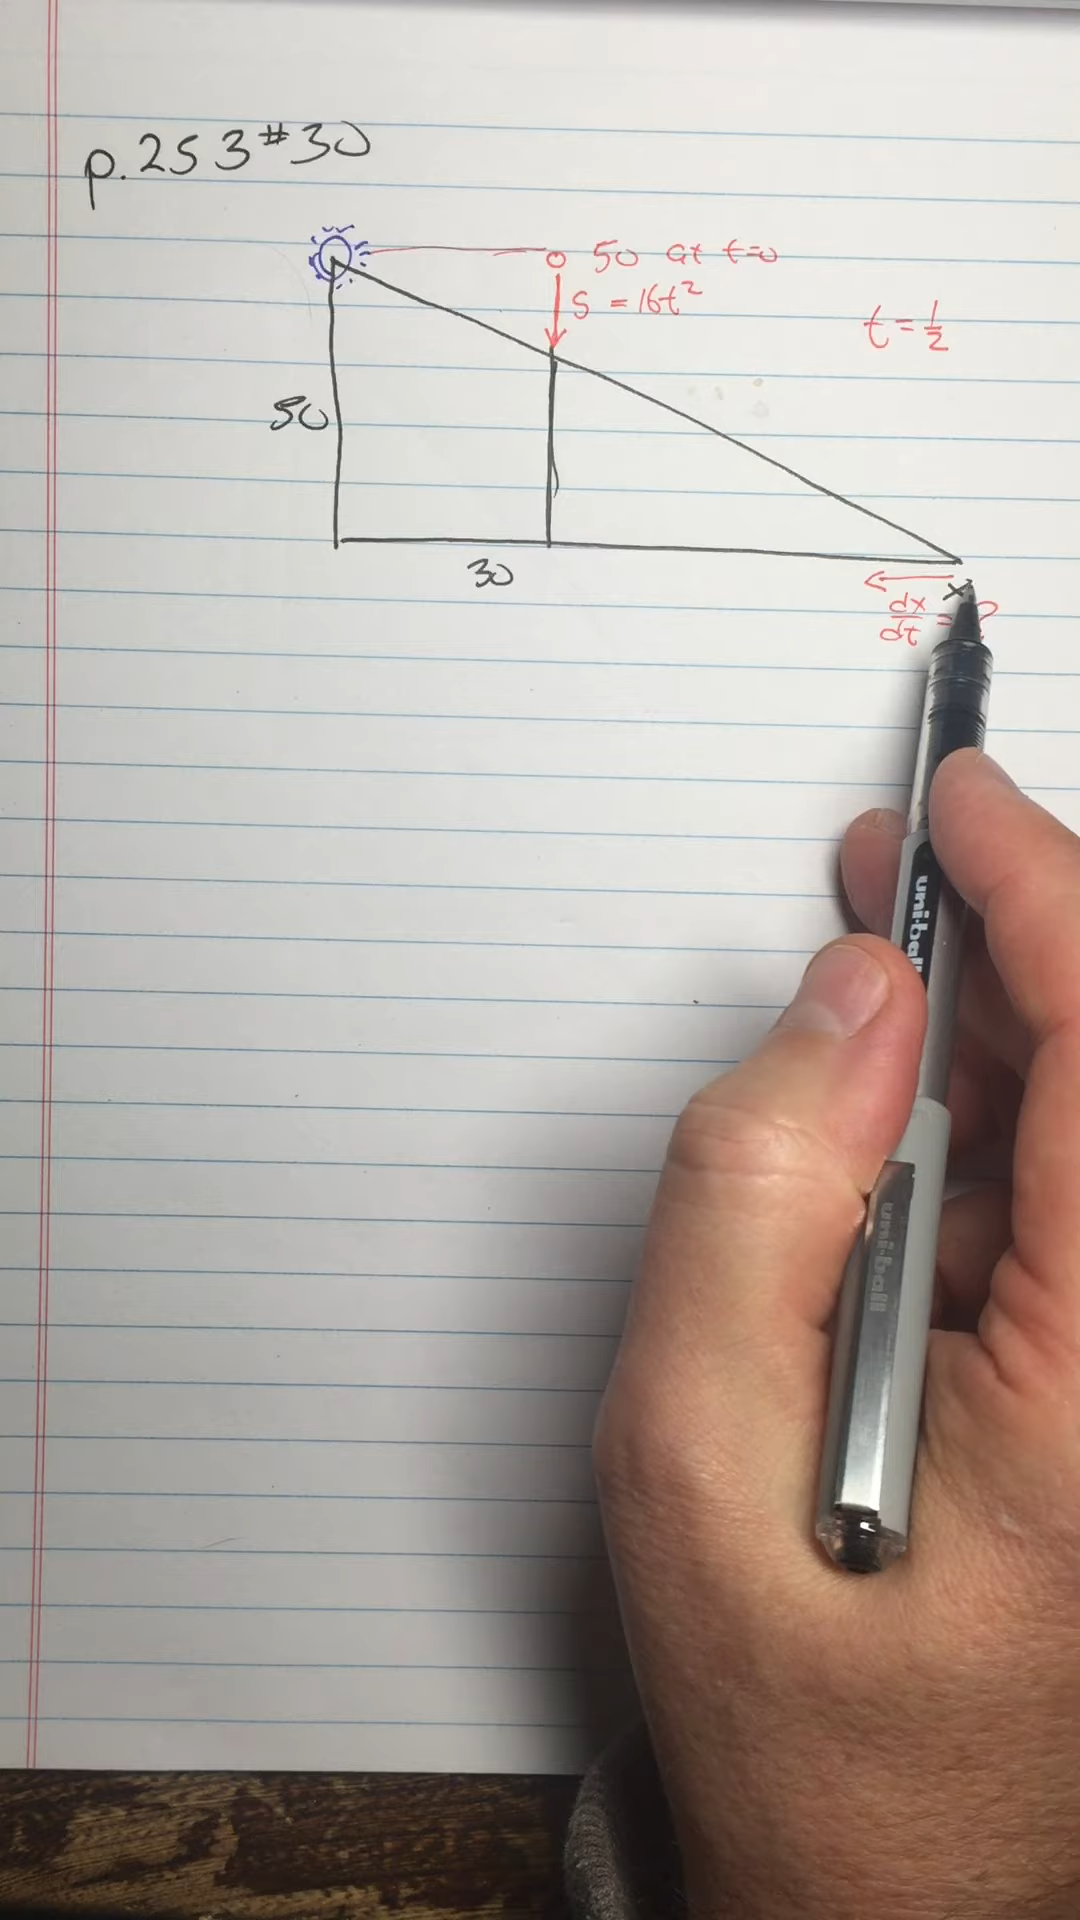 p.253 #30
50 at t=0
S = 16t²
t = 1/2
50
30
x
dx/dt = ?
uni-ball
uni-ball